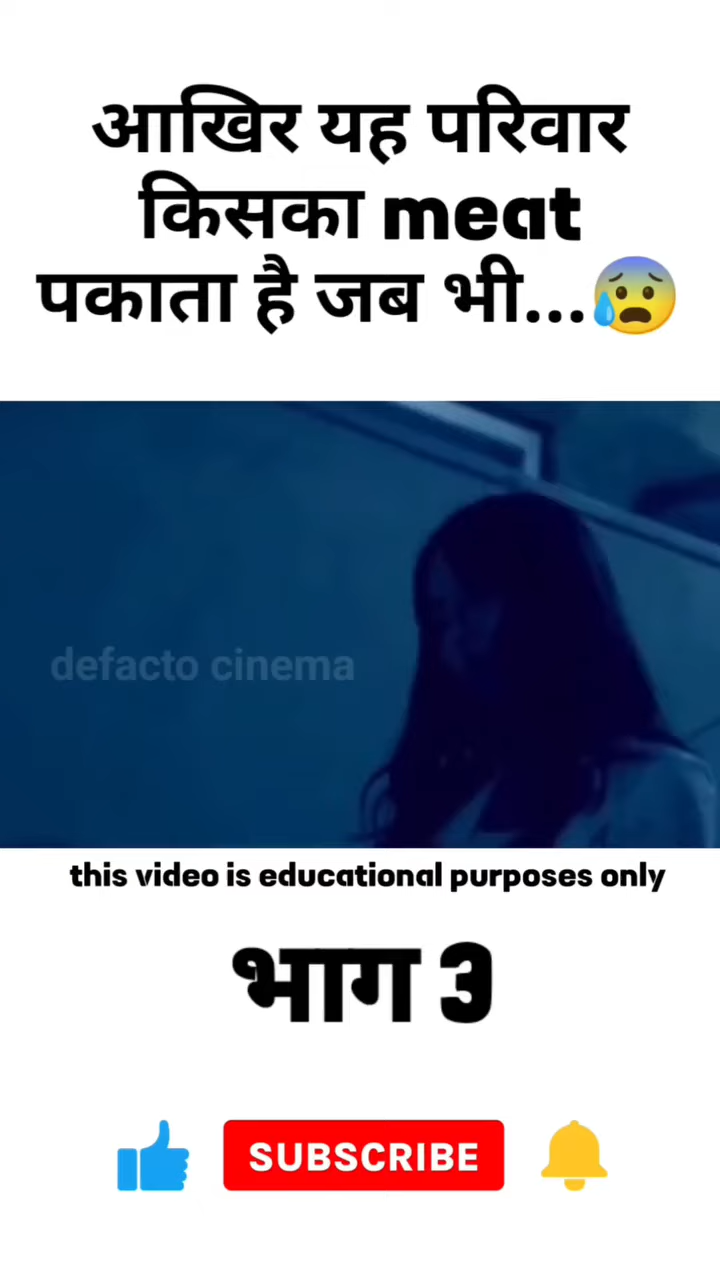 आखिर यह परिवार
किसका meat
पकाता है जब भी...😰
defacto cinema
this video is educational purposes only
भाग 3
SUBSCRIBE